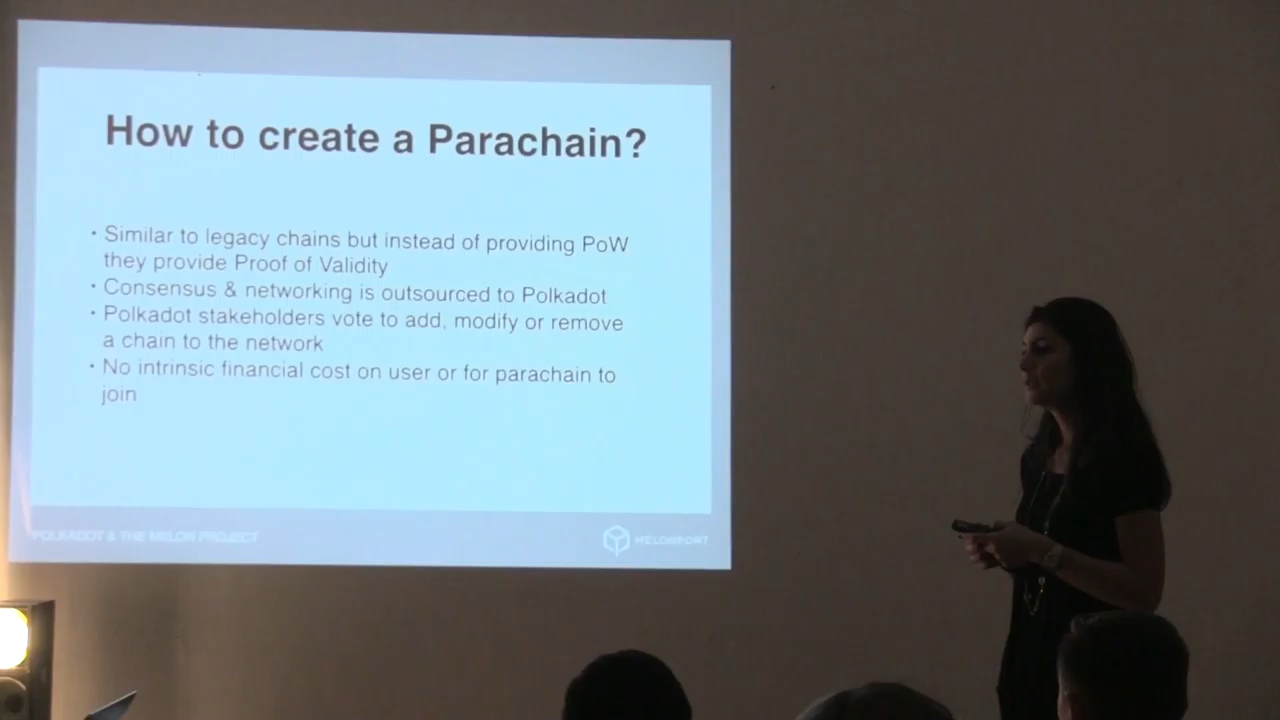 How to create a Parachain?
• Similar to legacy chains but instead of providing PoW
they provide Proof of Validity
• Consensus & networking is outsourced to Polkadot
• Polkadot stakeholders vote to add, modify or remove
a chain to the network
• No intrinsic financial cost on user or for parachain to
join
POLKADOT & THE MELON PROJECT
MELONPORT